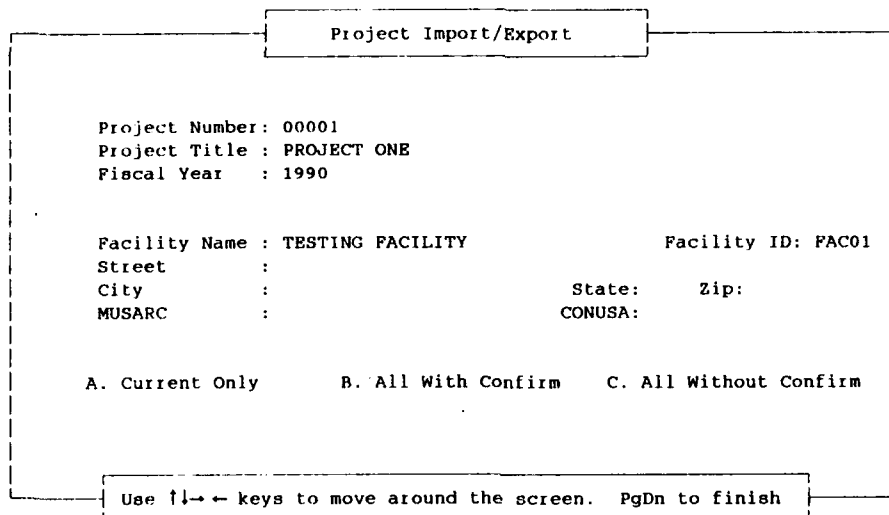 Project Import/Export
Project Number: 00001
Project Title : PROJECT ONE
Fiscal Year : 1990
Facility Name : TESTING FACILITY Facility ID: FAC01
Street :
City : State: Zip:
MUSARC : CONUSA:
A. Current Only B. All With Confirm C. All Without Confirm
Use ↑↓→ ← keys to move around the screen. PgDn to finish